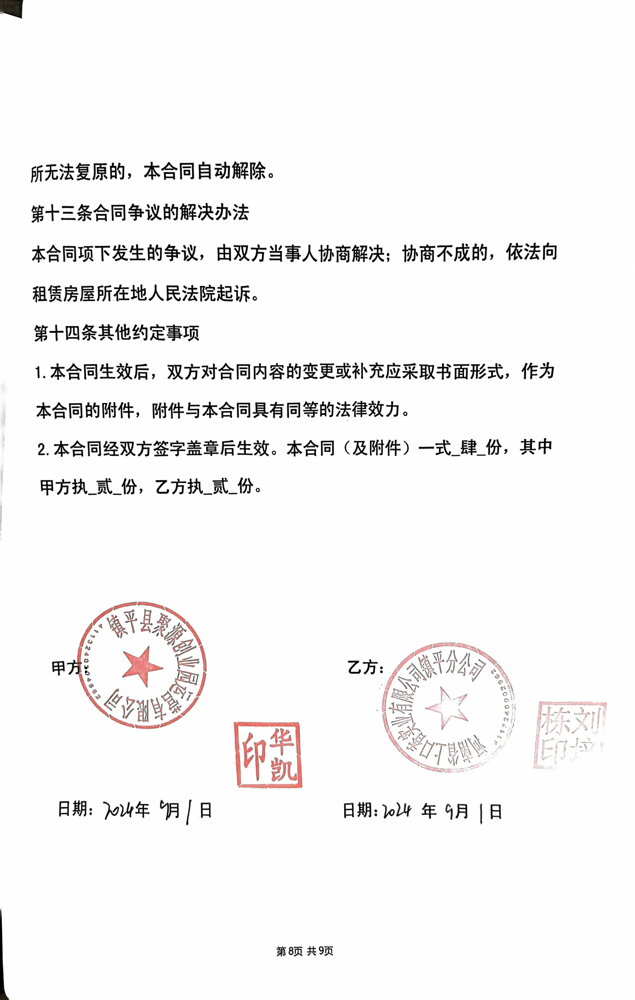 所无法复原的，本合同自动解除。
第十三条合同争议的解决办法
本合同项下发生的争议，由双方当事人协商解决；协商不成的，依法向
租赁房屋所在地人民法院起诉。
第十四条其他约定事项
1.本合同生效后，双方对合同内容的变更或补充应采取书面形式，作为
本合同的附件，附件与本合同具有同等的法律效力。
2.本合同经双方签字盖章后生效。本合同（及附件）一式_肆_份，其中
甲方执_贰_份，乙方执_贰_份。
甲方:
镇平县聚源创业园运营有限公司
乙方：
河南省上口香实业有限公司镇平分公司
4113240002962
华凯印
刘培栋印
日期：2024年 9月1日
日期：2024 年 9月1日
第8页 共9页